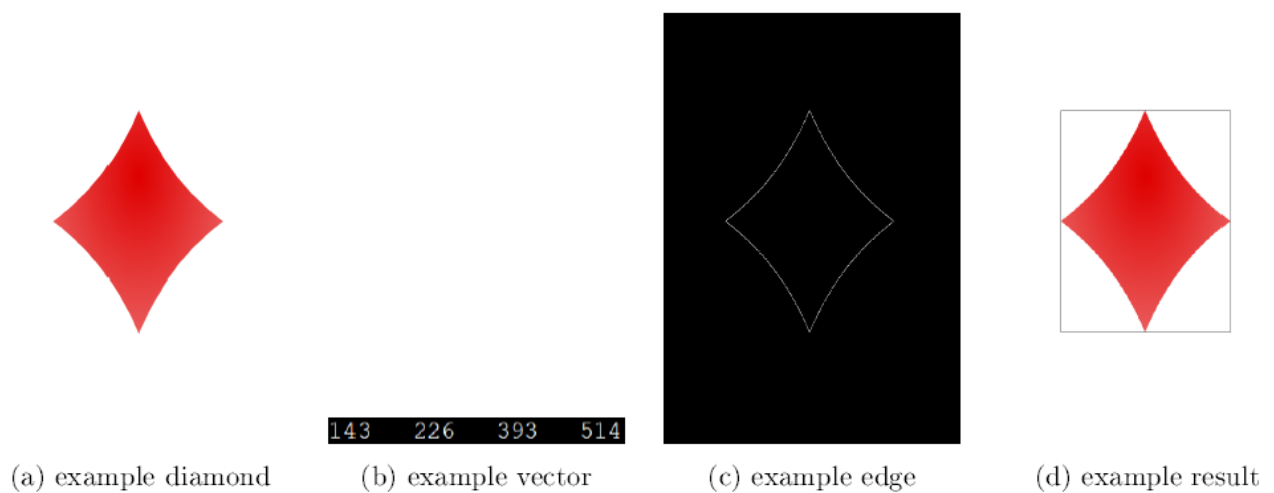 143 226 393 514
(a) example diamond
(b) example vector
(c) example edge
(d) example result